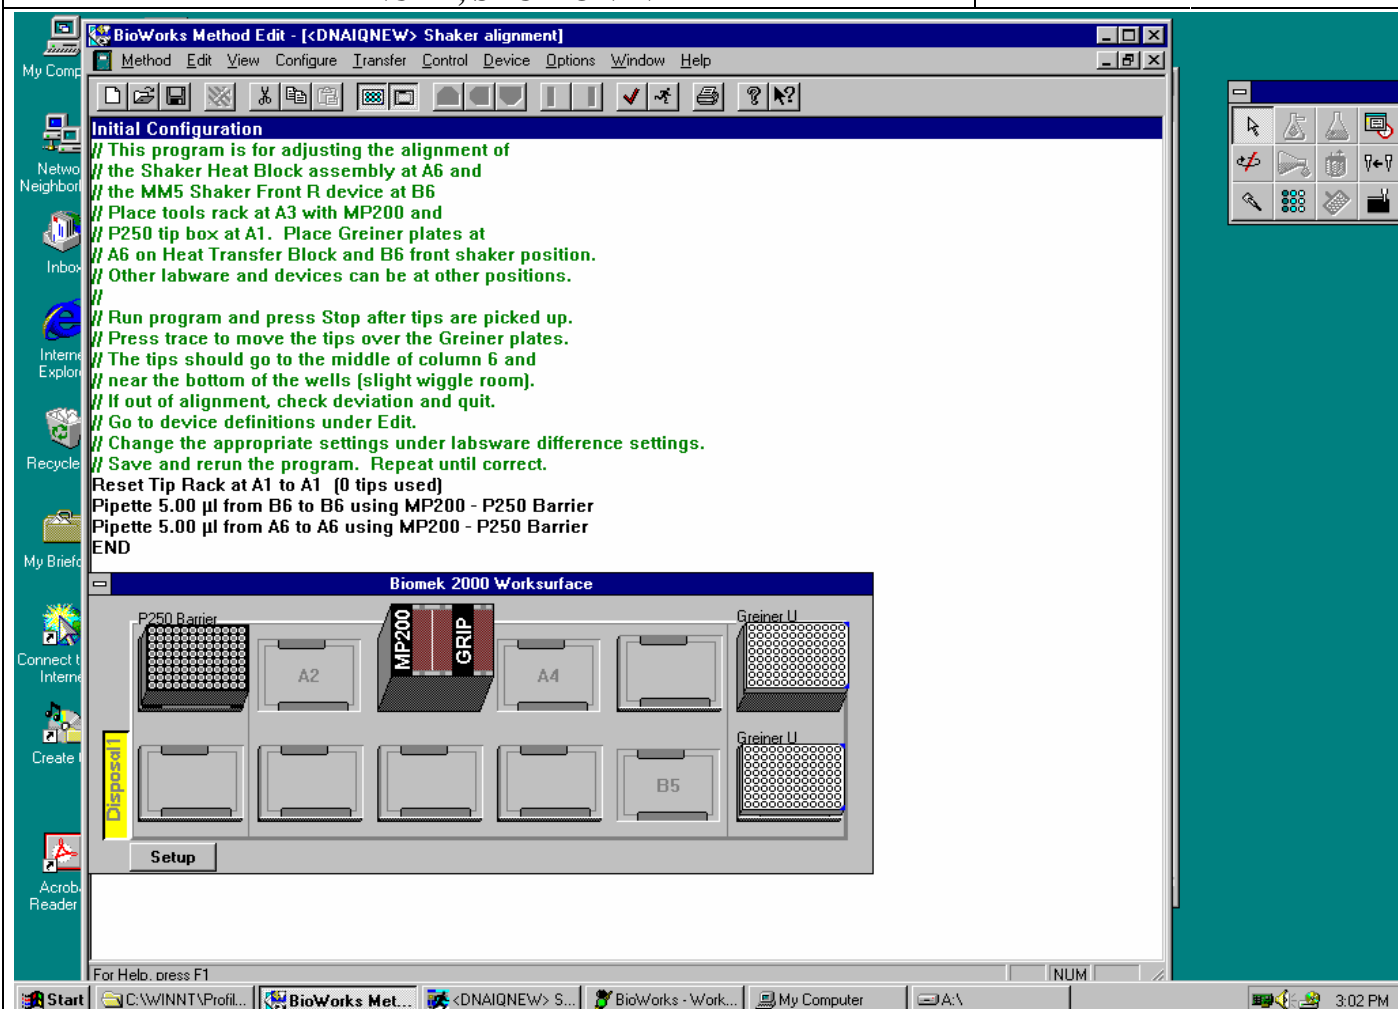 BioWorks Method Edit - [<DNAIQNEW> Shaker alignment]
Method Edit View Configure Transfer Control Device Options Window Help
My Comp
Initial Configuration
// This program is for adjusting the alignment of
// the Shaker Heat Block assembly at A6 and
// the MM5 Shaker Front R device at B6
// Place tools rack at A3 with MP200 and
// P250 tip box at A1.  Place Greiner plates at
// A6 on Heat Transfer Block and B6 front shaker position.
// Other labware and devices can be at other positions.
//
// Run program and press Stop after tips are picked up.
// Press trace to move the tips over the Greiner plates.
// The tips should go to the middle of column 6 and
// near the bottom of the wells (slight wiggle room).
// If out of alignment, check deviation and quit.
// Go to device definitions under Edit.
// Change the appropriate settings under labsware difference settings.
// Save and rerun the program.  Repeat until correct.
Reset Tip Rack at A1 to A1  (0 tips used)
Pipette 5.00 µl from B6 to B6 using MP200 - P250 Barrier
Pipette 5.00 µl from A6 to A6 using MP200 - P250 Barrier
END
Netwo
Neighborl
Inbox
Interne
Explor
Recycle
My Briefc
Connect t
Interne
Create
Acroba
Reader
Biomek 2000 Worksurface
P250 Barrier
MP200
GRIP
Greiner U
A2
A4
Disposal1
Greiner U
B5
Setup
For Help, press F1
NUM
Start
C:\WINNT\Profil...
BioWorks Met...
<DNAIQNEW> S...
BioWorks - Work...
My Computer
A:\
3:02 PM